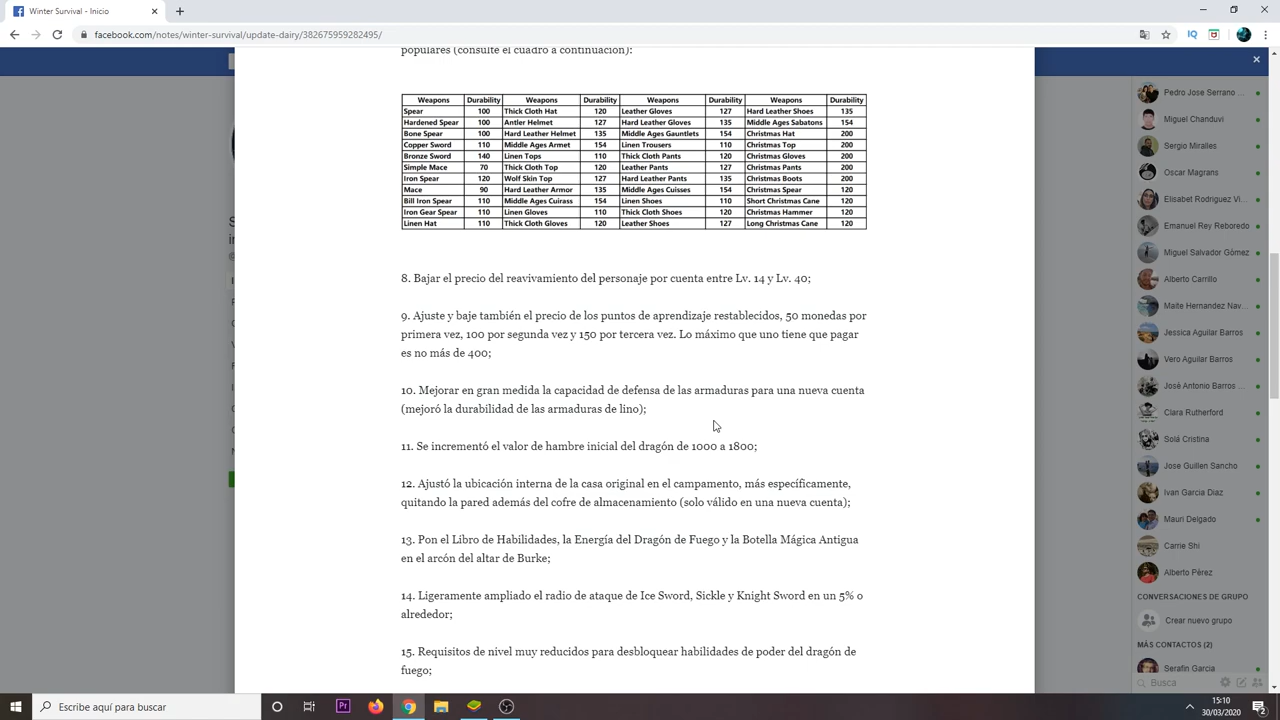 Winter Survival - Inicio
facebook.com/notes/winter-survival/update-dairy/382675959282495/
populares (consulte el cuadro a continuación):
Weapons Durability Weapons Durability Weapons Durability Weapons Durability
Spear 100 Thick Cloth Hat 120 Leather Gloves 127 Hard Leather Shoes 135
Hardened Spear 100 Antler Helmet 127 Hard Leather Gloves 135 Middle Ages Sabatons 154
Bone Spear 100 Hard Leather Helmet 135 Middle Ages Gauntlets 154 Christmas Hat 200
Copper Sword 110 Middle Ages Armet 154 Linen Trousers 110 Christmas Top 200
Bronze Sword 140 Linen Tops 110 Thick Cloth Pants 120 Christmas Gloves 200
Simple Mace 70 Thick Cloth Top 120 Leather Pants 127 Christmas Pants 200
Iron Spear 120 Wolf Skin Top 127 Hard Leather Pants 135 Christmas Boots 200
Mace 90 Hard Leather Armor 135 Middle Ages Cuisses 154 Christmas Spear 120
Bill Iron Spear 110 Middle Ages Cuirass 154 Linen Shoes 110 Short Christmas Cane 120
Iron Gear Spear 110 Linen Gloves 110 Thick Cloth Shoes 120 Christmas Hammer 120
Linen Hat 110 Thick Cloth Gloves 120 Leather Shoes 127 Long Christmas Cane 120
8. Bajar el precio del reavivamiento del personaje por cuenta entre Lv. 14 y Lv. 40;
9. Ajuste y baje también el precio de los puntos de aprendizaje restablecidos, 50 monedas por
primera vez, 100 por segunda vez y 150 por tercera vez. Lo máximo que uno tiene que pagar
es no más de 400;
10. Mejorar en gran medida la capacidad de defensa de las armaduras para una nueva cuenta
(mejoró la durabilidad de las armaduras de lino);
11. Se incrementó el valor de hambre inicial del dragón de 1000 a 1800;
12. Ajustó la ubicación interna de la casa original en el campamento, más específicamente,
quitando la pared además del cofre de almacenamiento (solo válido en una nueva cuenta);
13. Pon el Libro de Habilidades, la Energía del Dragón de Fuego y la Botella Mágica Antigua
en el arcón del altar de Burke;
14. Ligeramente ampliado el radio de ataque de Ice Sword, Sickle y Knight Sword en un 5% o
alrededor;
15. Requisitos de nivel muy reducidos para desbloquear habilidades de poder del dragón de
fuego;
Pedro Jose Serrano ...
Miguel Chanduvi
Sergio Miralles
Oscar Magrans
Elisabet Rodriguez Vi...
Emanuel Rey Reboredo
Miguel Salvador Gómez
Alberto Carrillo
Maite Hernandez Nav...
Jessica Aguilar Barros
Vero Aguilar Barros
Josè Antonio Barros ...
Clara Rutherford
Solá Cristina
Jose Guillen Sancho
Ivan Garcia Diaz
Mauri Delgado
Carrie Shi
Alberto Pèrez
CONVERSACIONES DE GRUPO
Crear nuevo grupo
MÁS CONTACTOS (2)
Serafin Garcia
Busca
Escribe aquí para buscar
15:10
30/03/2020